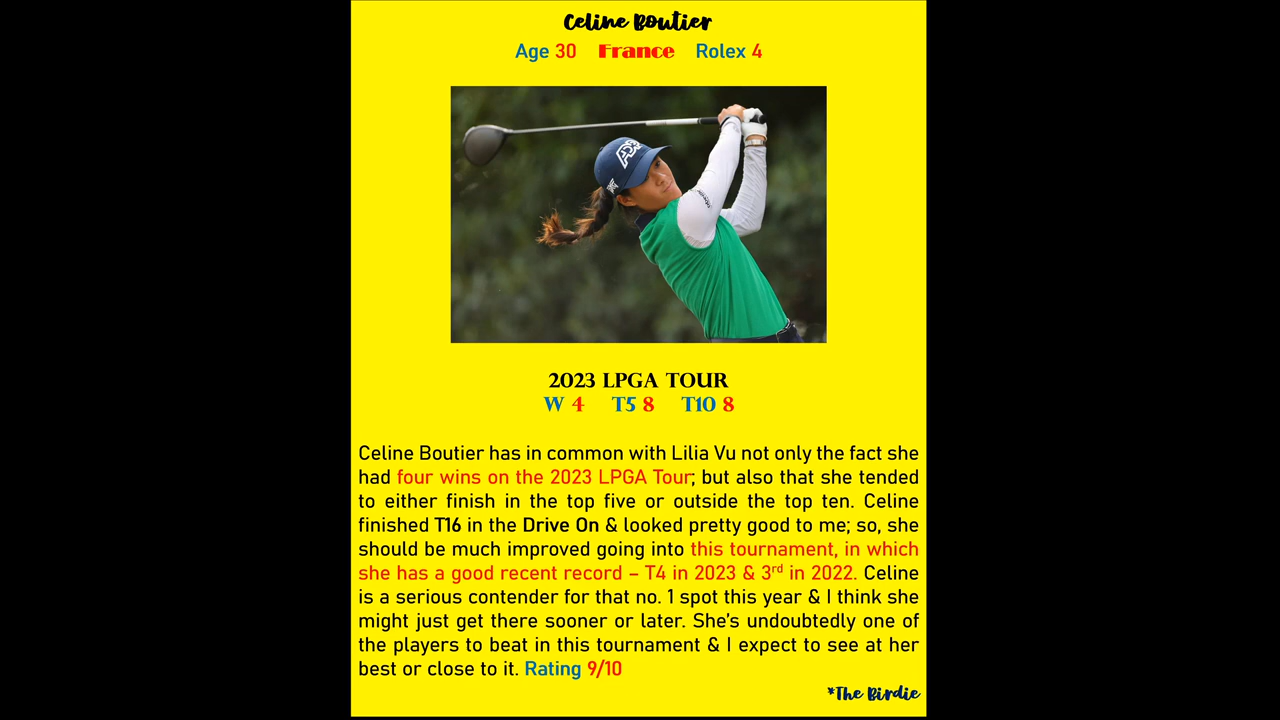 Celine Boutier
Age 30 France Rolex 4
ADP
2023 LPGA TOUR
W 4 T5 8 T10 8
Celine Boutier has in common with Lilia Vu not only the fact she
had four wins on the 2023 LPGA Tour; but also that she tended
to either finish in the top five or outside the top ten. Celine
finished T16 in the Drive On & looked pretty good to me; so, she
should be much improved going into this tournament, in which
she has a good recent record – T4 in 2023 & 3rd in 2022. Celine
is a serious contender for that no. 1 spot this year & I think she
might just get there sooner or later. She's undoubtedly one of
the players to beat in this tournament & I expect to see at her
best or close to it. Rating 9/10
*The Birdie